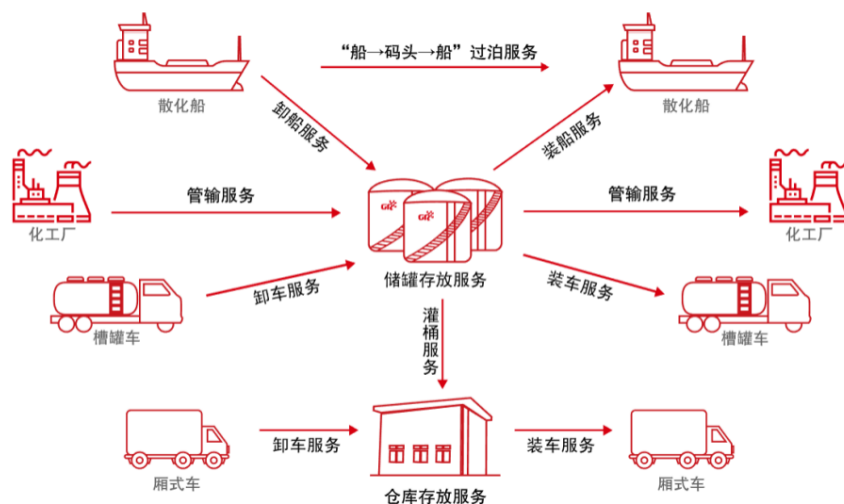 “船→码头→船”过泊服务
散化船
散化船
卸船服务
装船服务
管输服务
管输服务
化工厂
化工厂
储罐存放服务
卸车服务
装车服务
槽罐车
槽罐车
灌桶服务
卸车服务
装车服务
厢式车
仓库存放服务
厢式车